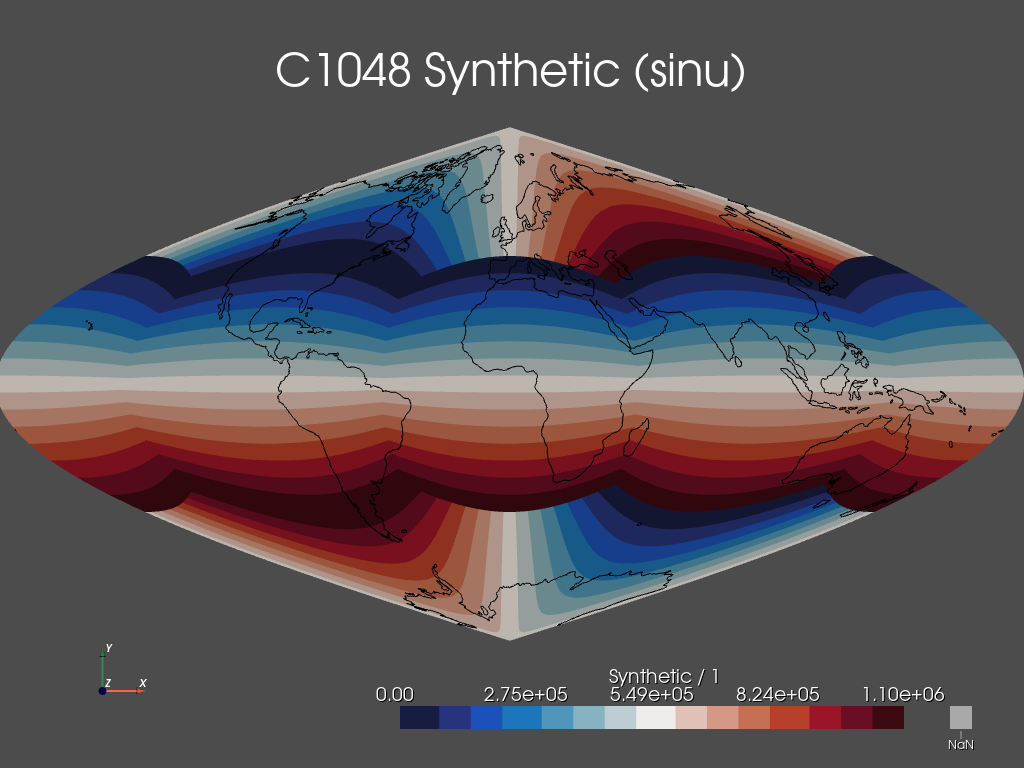 C1048 Synthetic (sinu)
Y
Z X
Synthetic / 1
0.00 2.75e+05 5.49e+05 8.24e+05 1.10e+06
NaN